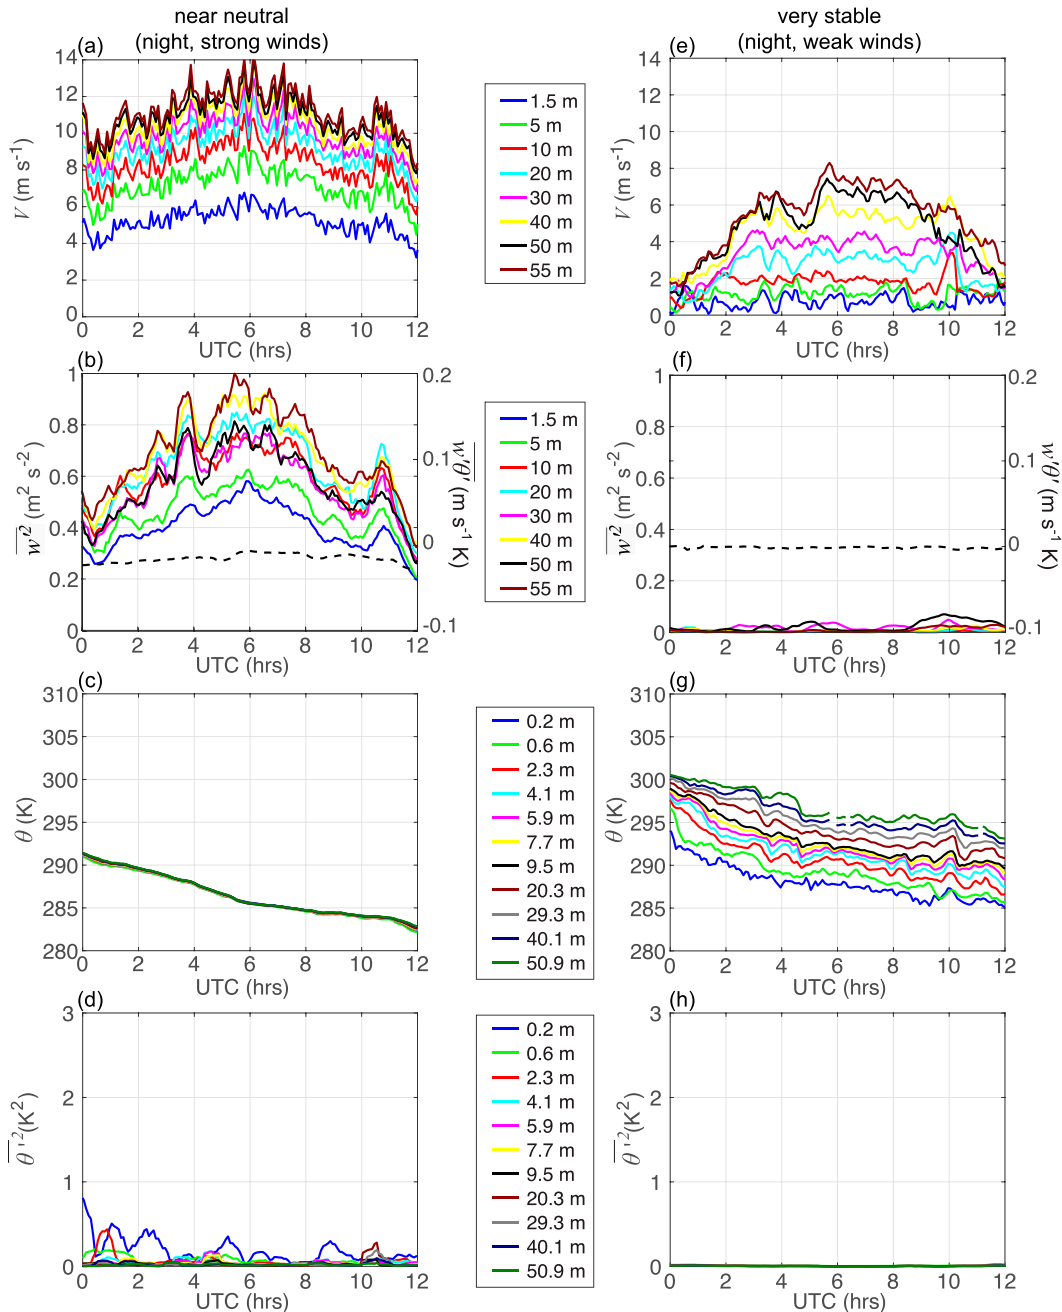 near neutral
(night, strong winds)
very stable
(night, weak winds)
(a)
14
12
10
8
6
4
2
0
V (m s-1)
0 2 4 6 8 10 12
UTC (hrs)
1.5 m
5 m
10 m
20 m
30 m
40 m
50 m
55 m
(e)
14
12
10
8
6
4
2
0
V (m s-1)
0 2 4 6 8 10 12
UTC (hrs)
(b)
1
0.8
0.6
0.4
0.2
0
w'2 (m2 s-2)
0.2
0.1
0
-0.1
w'θ' (m s-1 K)
0 2 4 6 8 10 12
UTC (hrs)
1.5 m
5 m
10 m
20 m
30 m
40 m
50 m
55 m
(f)
1
0.8
0.6
0.4
0.2
0
w'2 (m2 s-2)
0.2
0.1
0
-0.1
w'θ' (m s-1 K)
0 2 4 6 8 10 12
UTC (hrs)
(c)
310
305
300
295
290
285
280
θ (K)
0 2 4 6 8 10 12
UTC (hrs)
0.2 m
0.6 m
2.3 m
4.1 m
5.9 m
7.7 m
9.5 m
20.3 m
29.3 m
40.1 m
50.9 m
(g)
310
305
300
295
290
285
280
θ (K)
0 2 4 6 8 10 12
UTC (hrs)
(d)
3
2
1
0
θ'2(K2)
0 2 4 6 8 10 12
UTC (hrs)
0.2 m
0.6 m
2.3 m
4.1 m
5.9 m
7.7 m
9.5 m
20.3 m
29.3 m
40.1 m
50.9 m
(h)
3
2
1
0
θ'2(K2)
0 2 4 6 8 10 12
UTC (hrs)